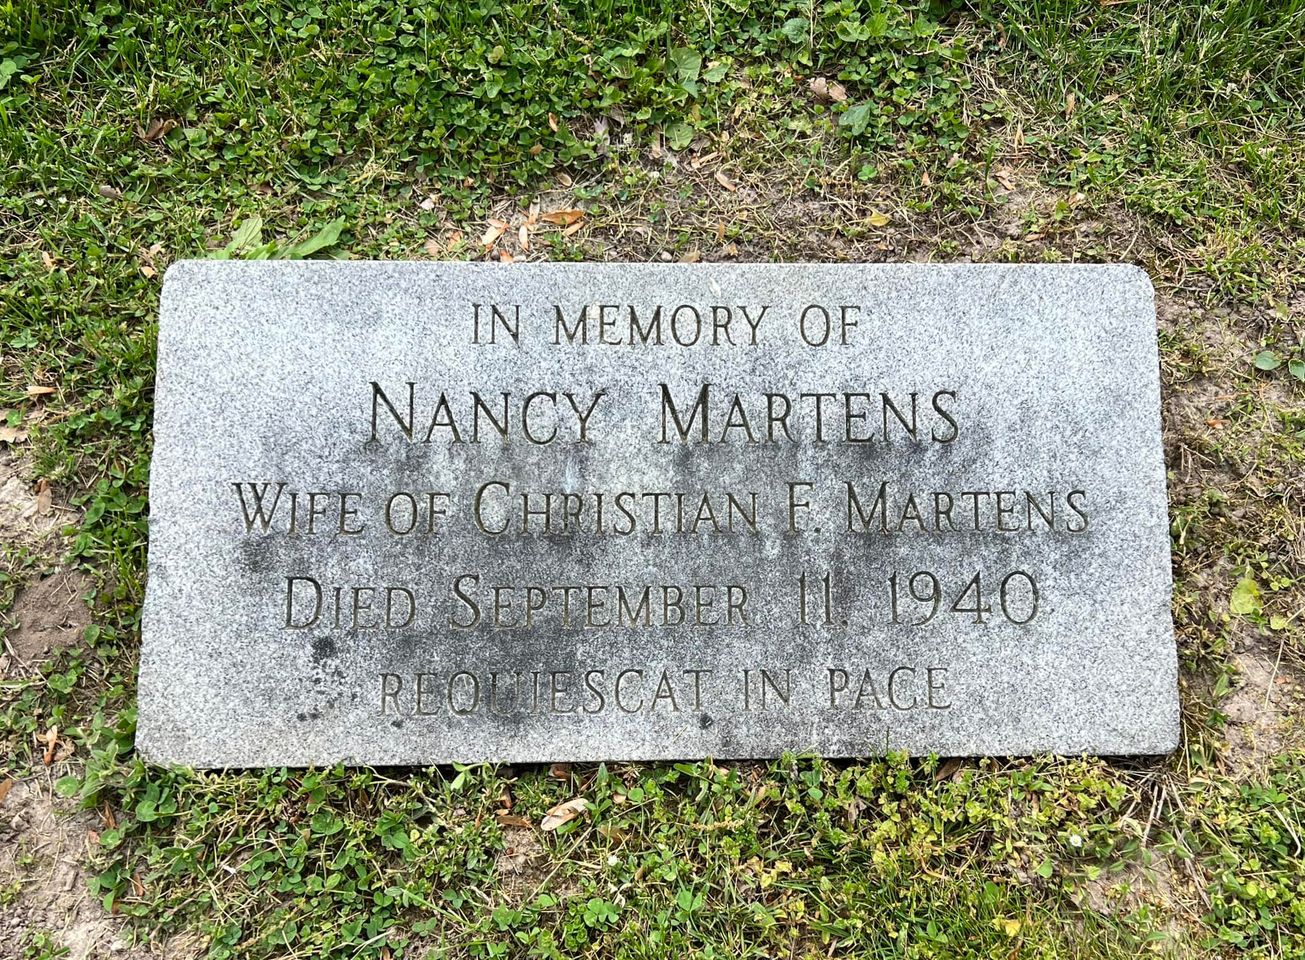 IN MEMORY OF
NANCY MARTENS
WIFE OF CHRISTIAN F. MARTENS
DIED SEPTEMBER 11. 1940
REQUIESCAT IN PACE